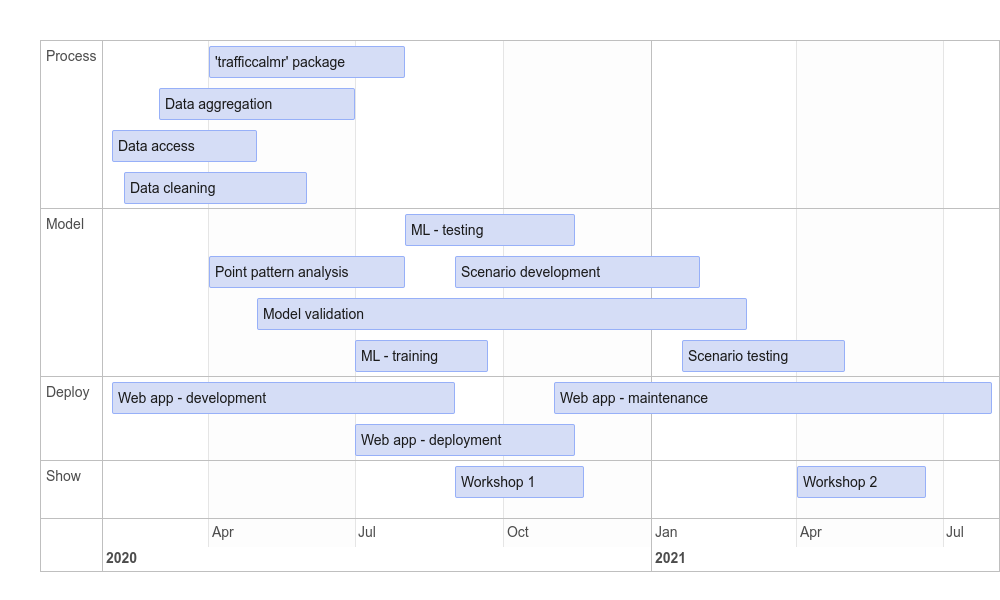 Process
'trafficcalmr' package
Data aggregation
Data access
Data cleaning
Model
ML - testing
Point pattern analysis
Scenario development
Model validation
ML - training
Scenario testing
Deploy
Web app - development
Web app - maintenance
Web app - deployment
Show
Workshop 1
Workshop 2
Apr
Jul
Oct
Jan
Apr
Jul
2020
2021